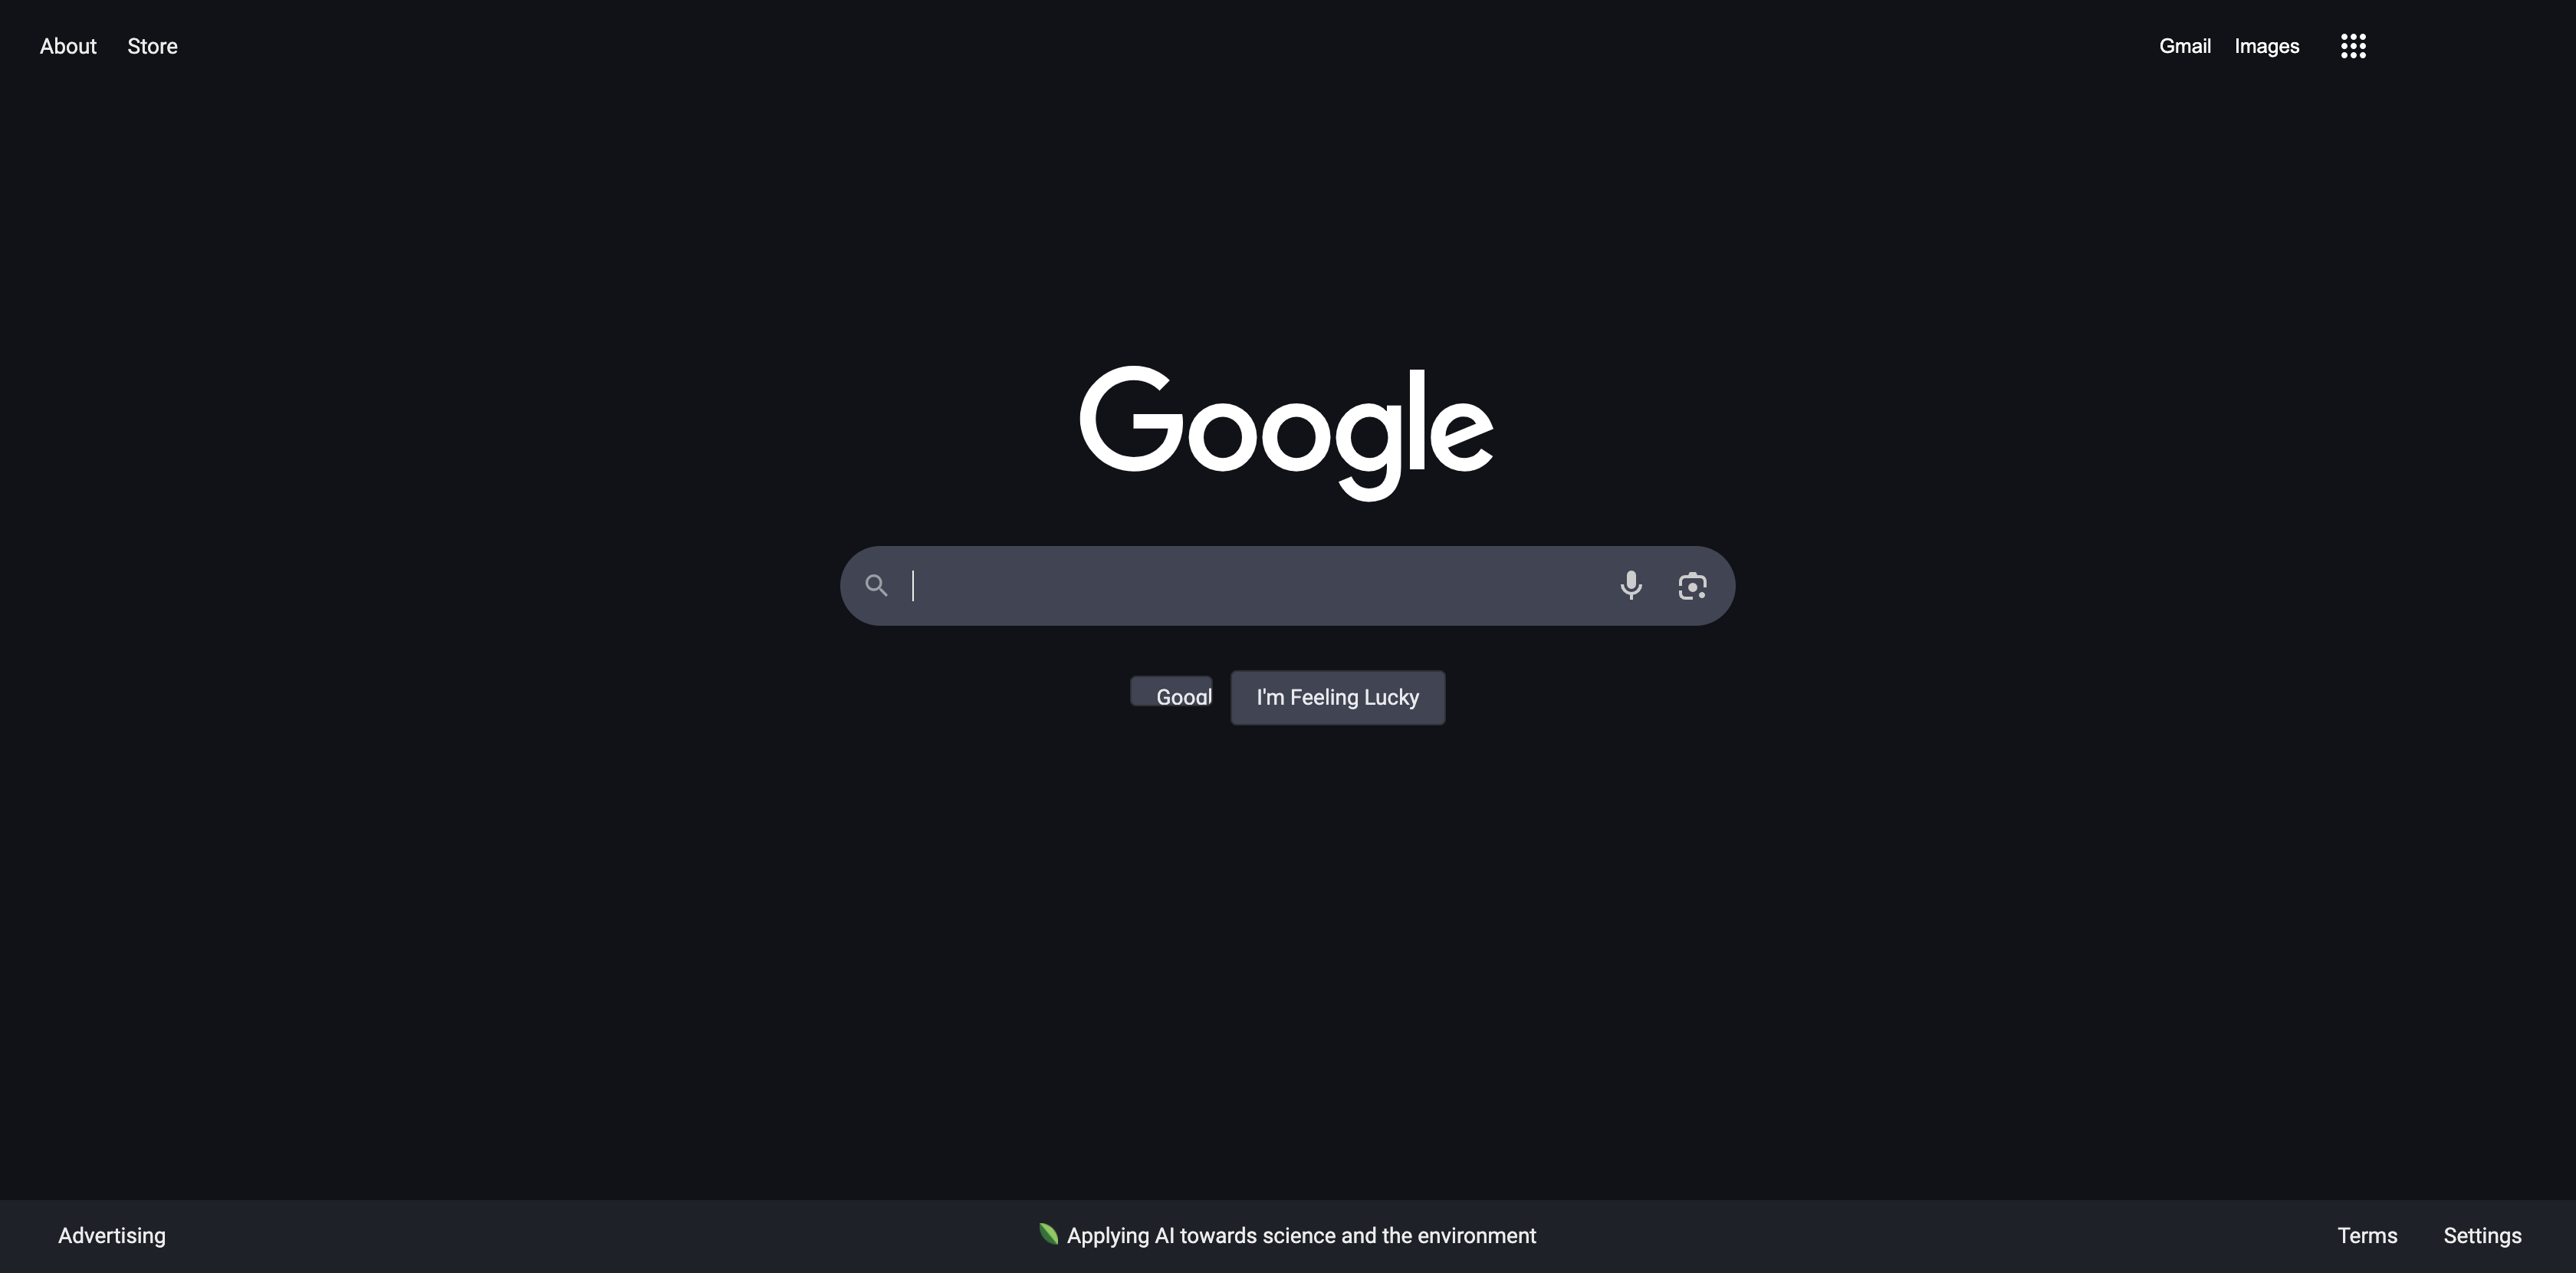 About Store
Gmail Images
Google
Googl
I'm Feeling Lucky
Advertising
Applying AI towards science and the environment
Terms Settings